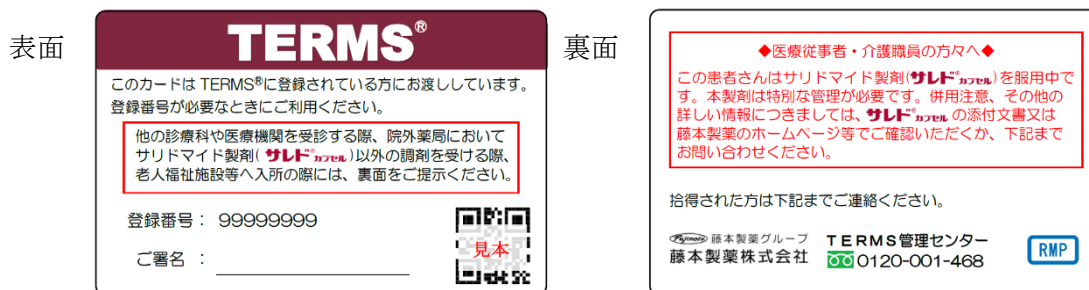 表面
TERMS®
このカードは TERMS®に登録されている方にお渡ししています。
登録番号が必要なときにご利用ください。
他の診療科や医療機関を受診する際、院外薬局において
サリドマイド製剤(サレド®カプセル)以外の調剤を受ける際、
老人福祉施設等へ入所の際には、裏面をご提示ください。
登録番号： 99999999
ご署名 ：
見本
裏面
◆医療従事者・介護職員の方々へ◆
この患者さんはサリドマイド製剤(サレド®カプセル)を服用中で
す。本製剤は特別な管理が必要です。併用注意、その他の
詳しい情報につきましては、サレド®カプセル の添付文書又は
藤本製薬のホームページ等でご確認いただくか、下記まで
お問い合わせください。
拾得された方は下記までご連絡ください。
Fujimoto 藤本製薬グループ
藤本製薬株式会社
TERMS管理センター
0120-001-468
RMP